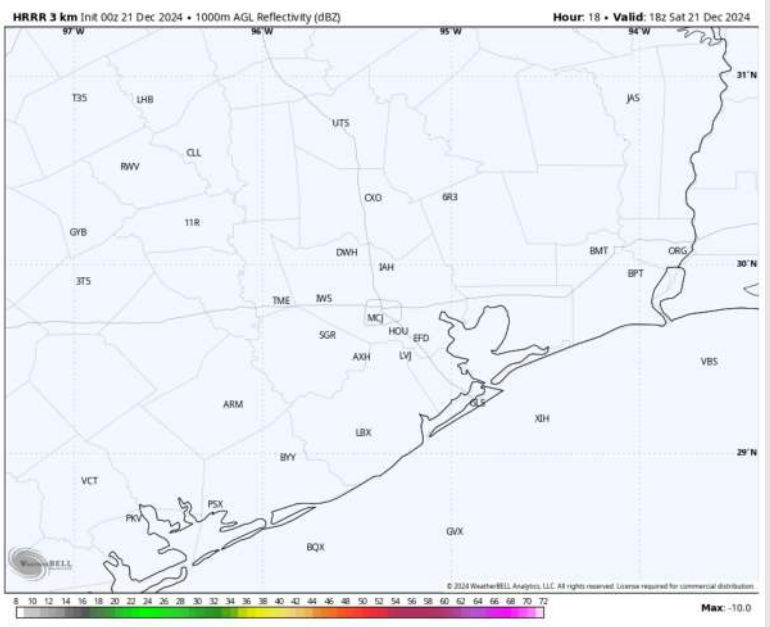 HRRR 3 km Init 00z 21 Dec 2024 • 1000m AGL Reflectivity (dBZ) Hour: 18 • Valid: 18z Sat 21 Dec 2024
97°W 96°W 95°W 94°W
31°N
T35 LHB JAS
UTS
CLL
RWV
CXO 6R3
11R
GYB
DWH BMT ORG
30°N
IAH
BPT
3T5
TME IWS
MCJ
SGR HOU EFD
AXH LVJ
VBS
ARM GLS
XIH
LBX
29°N
BYY
VCT
PSX
PKV
GVX
BQX
WeatherBELL
© 2024 WeatherBELL Analytics, LLC. All rights reserved. License required for commercial distribution.
8 10 12 14 16 18 20 22 24 26 28 30 32 34 36 38 40 42 44 46 48 50 52 54 56 58 60 62 64 66 68 70 72
Max: -10.0